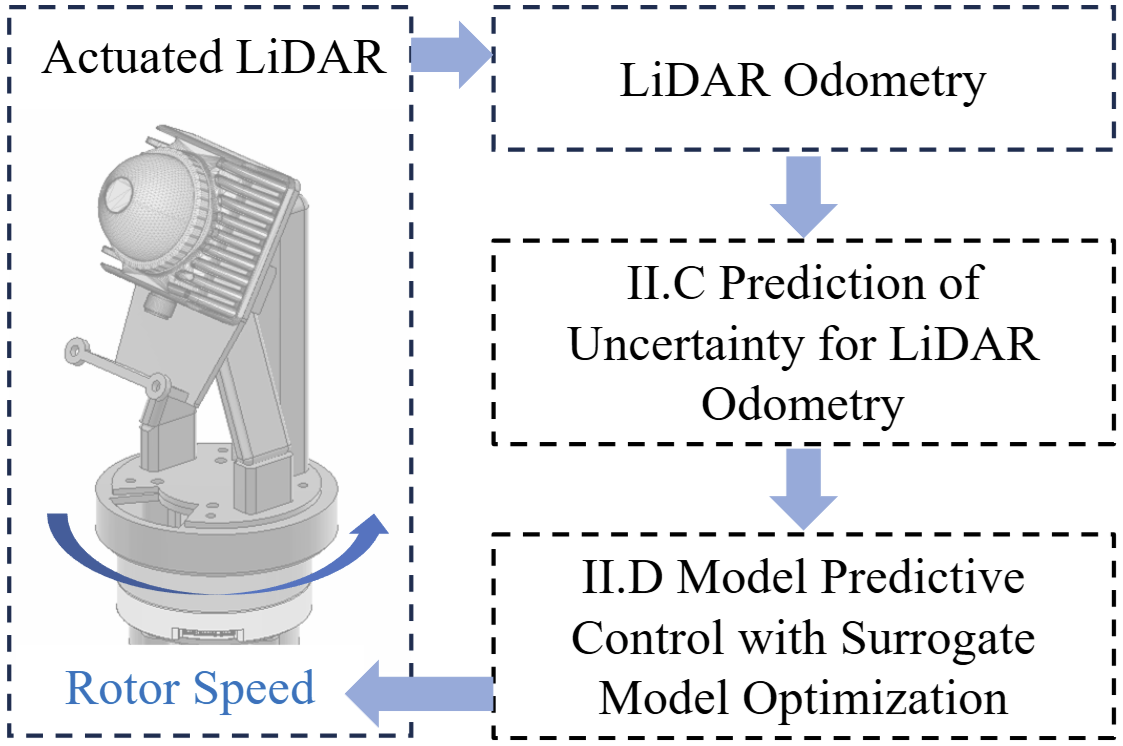 Actuated LiDAR
LiDAR Odometry
II.C Prediction of
Uncertainty for LiDAR
Odometry
II.D Model Predictive
Control with Surrogate
Model Optimization
Rotor Speed